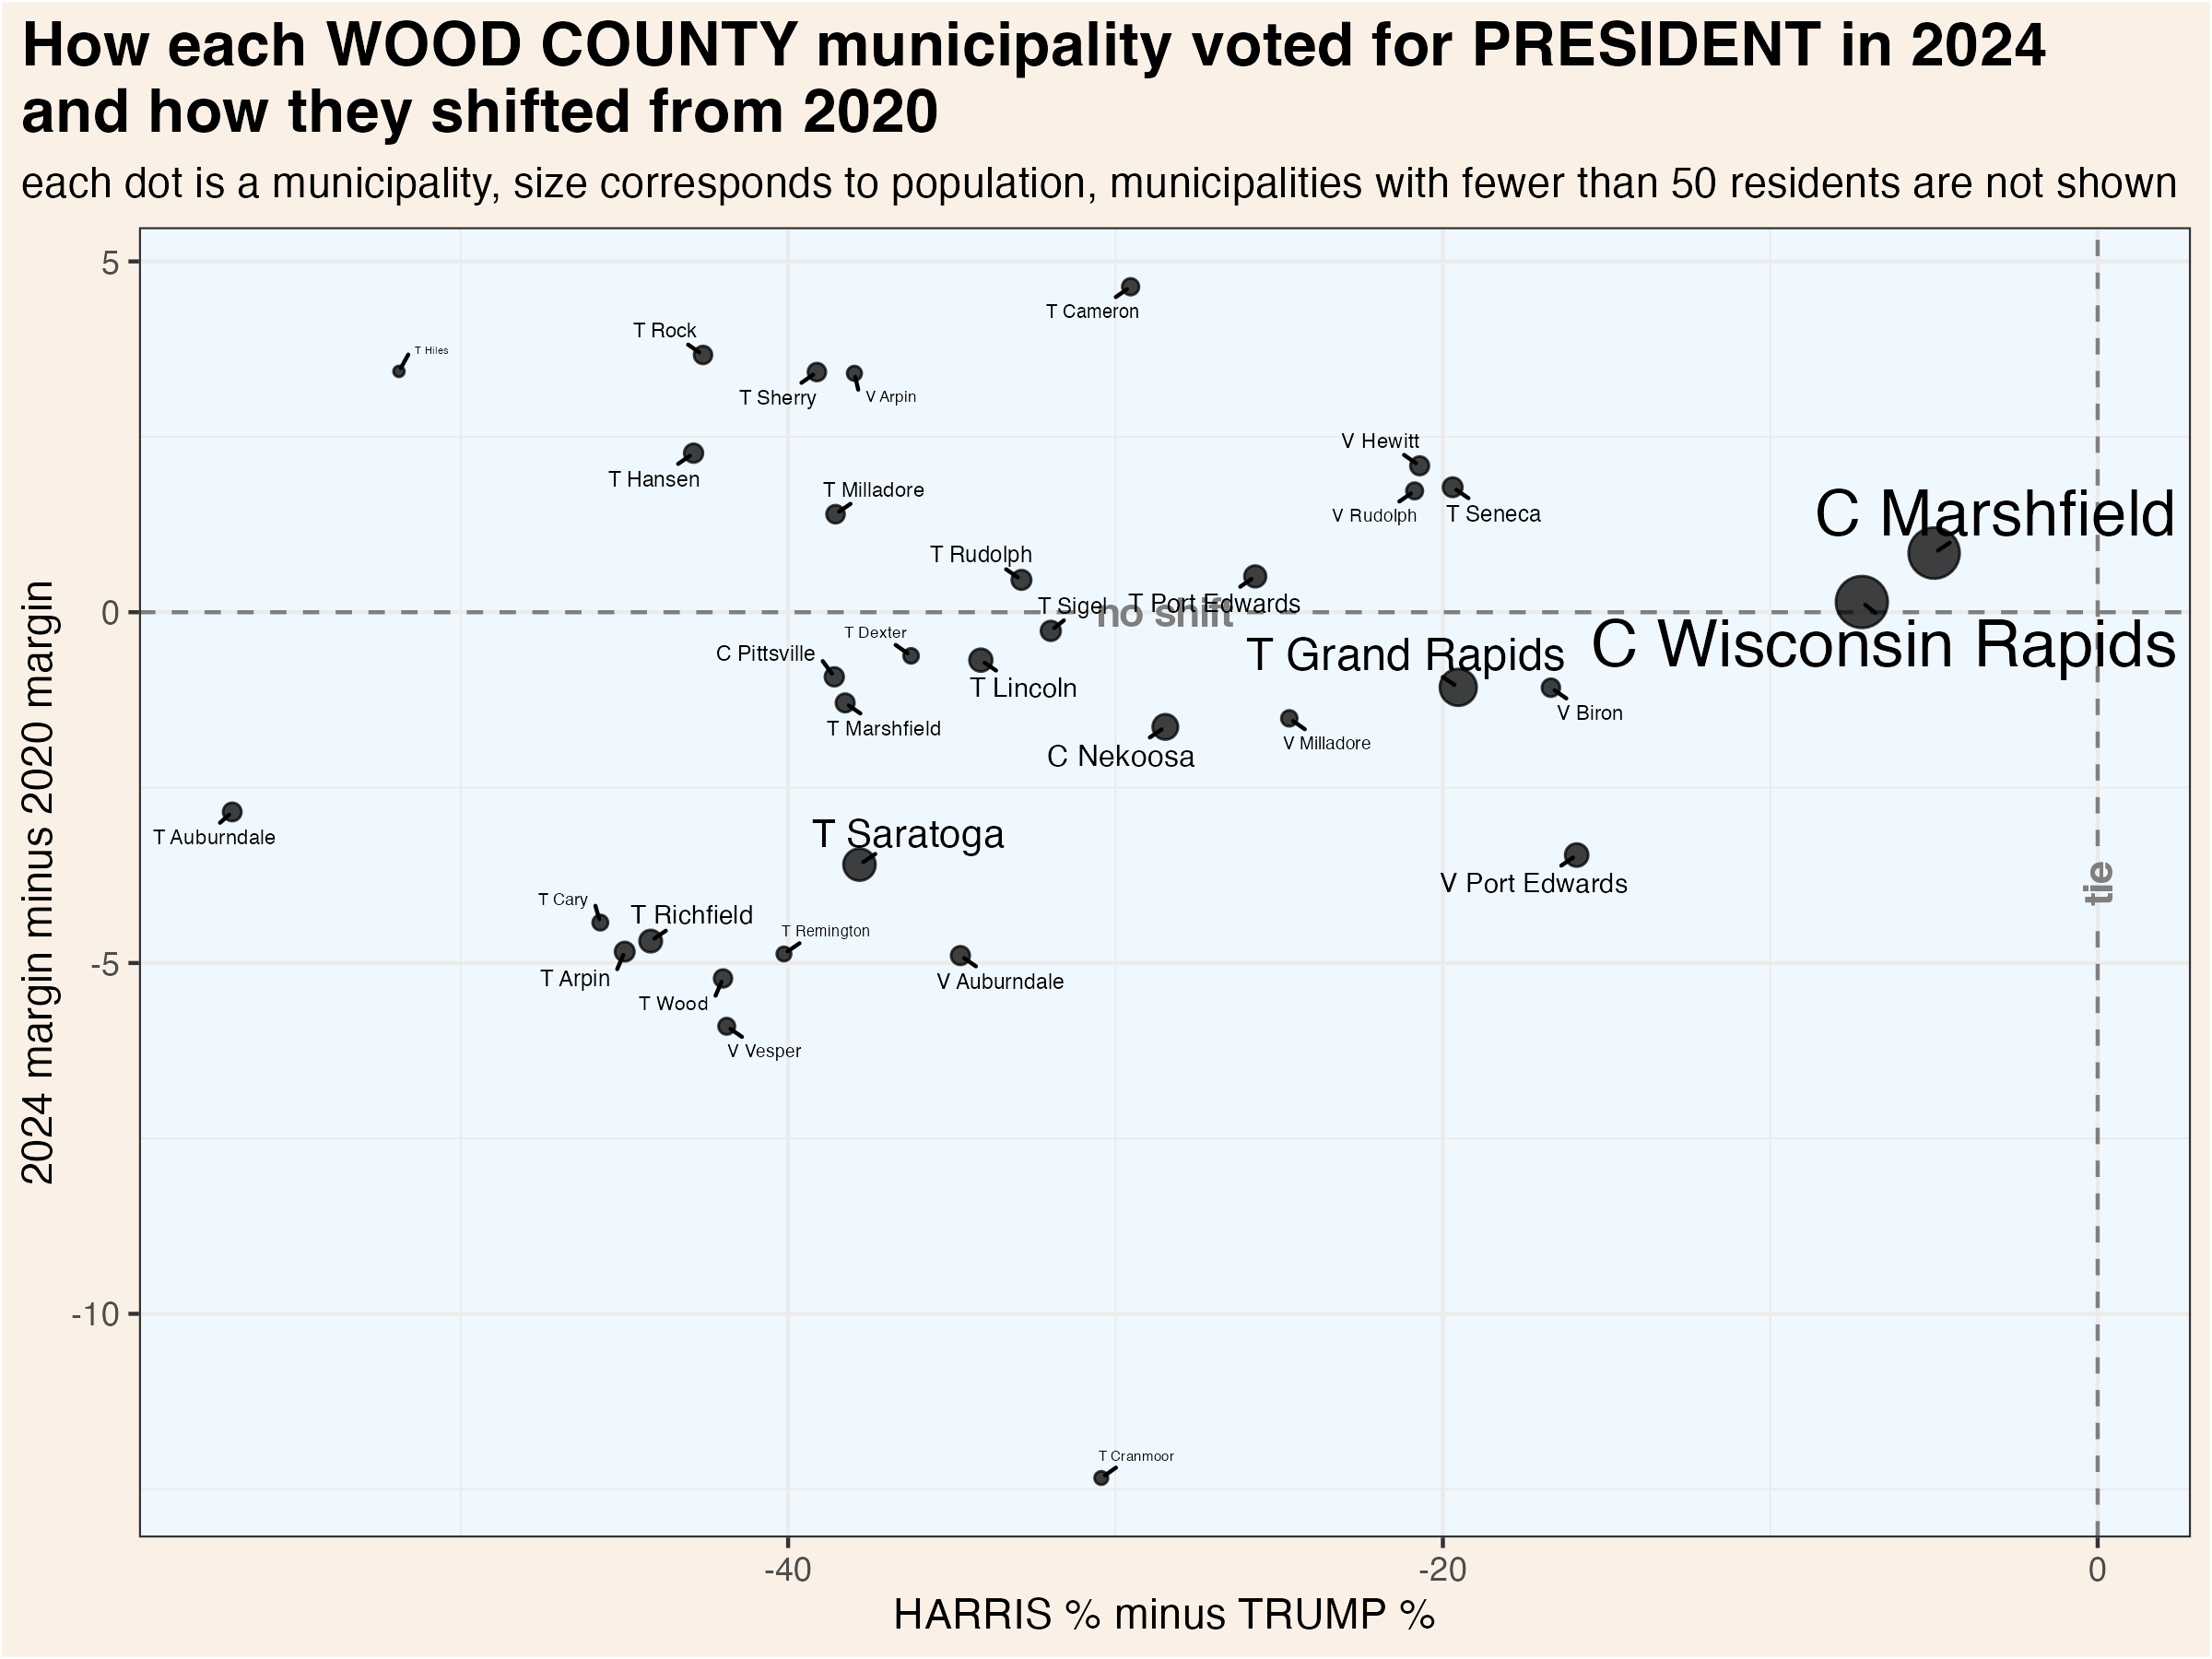 How each WOOD COUNTY municipality voted for PRESIDENT in 2024
and how they shifted from 2020
each dot is a municipality, size corresponds to population, municipalities with fewer than 50 residents are not shown
2024 margin minus 2020 margin
5
0
-5
-10
T Cameron
T Rock
T Hiles
T Sherry
V Arpin
V Hewitt
T Hansen
T Milladore
V Rudolph
T Seneca
C Marshfield
T Rudolph
T Sigel
T Port Edwards
no shift
T Dexter
C Pittsville
T Grand Rapids
C Wisconsin Rapids
T Lincoln
T Marshfield
V Biron
V Milladore
C Nekoosa
T Auburndale
T Saratoga
V Port Edwards
tie
T Cary
T Richfield
T Remington
T Arpin
V Auburndale
T Wood
V Vesper
T Cranmoor
-40
-20
0
HARRIS % minus TRUMP %